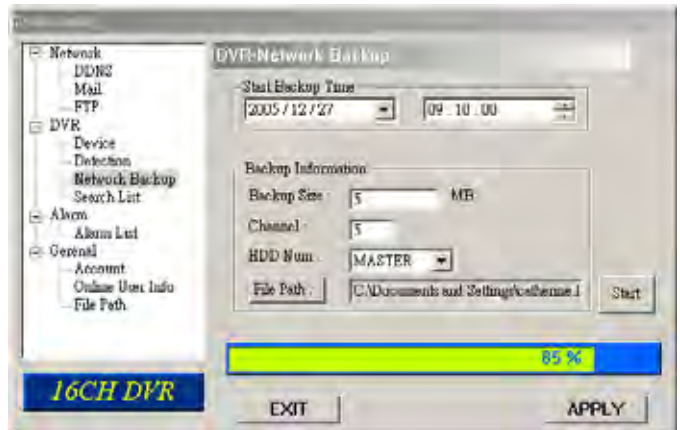 Network
DDNS
Mail
FTP
DVR
Device
Detection
Network Backup
Search List
Alarm
Alarm List
General
Account
Online User Info
File Path
16CH DVR
DVR-Network Backup
Start Backup Time
2005 / 12 / 27
09 : 10 : 00
Backup Information
Backup Size : 5 MB
Channel : 5
HDD Num : MASTER
File Path : C:\Documents and Settings\catherine.l
Start
85 %
EXIT
APPLY